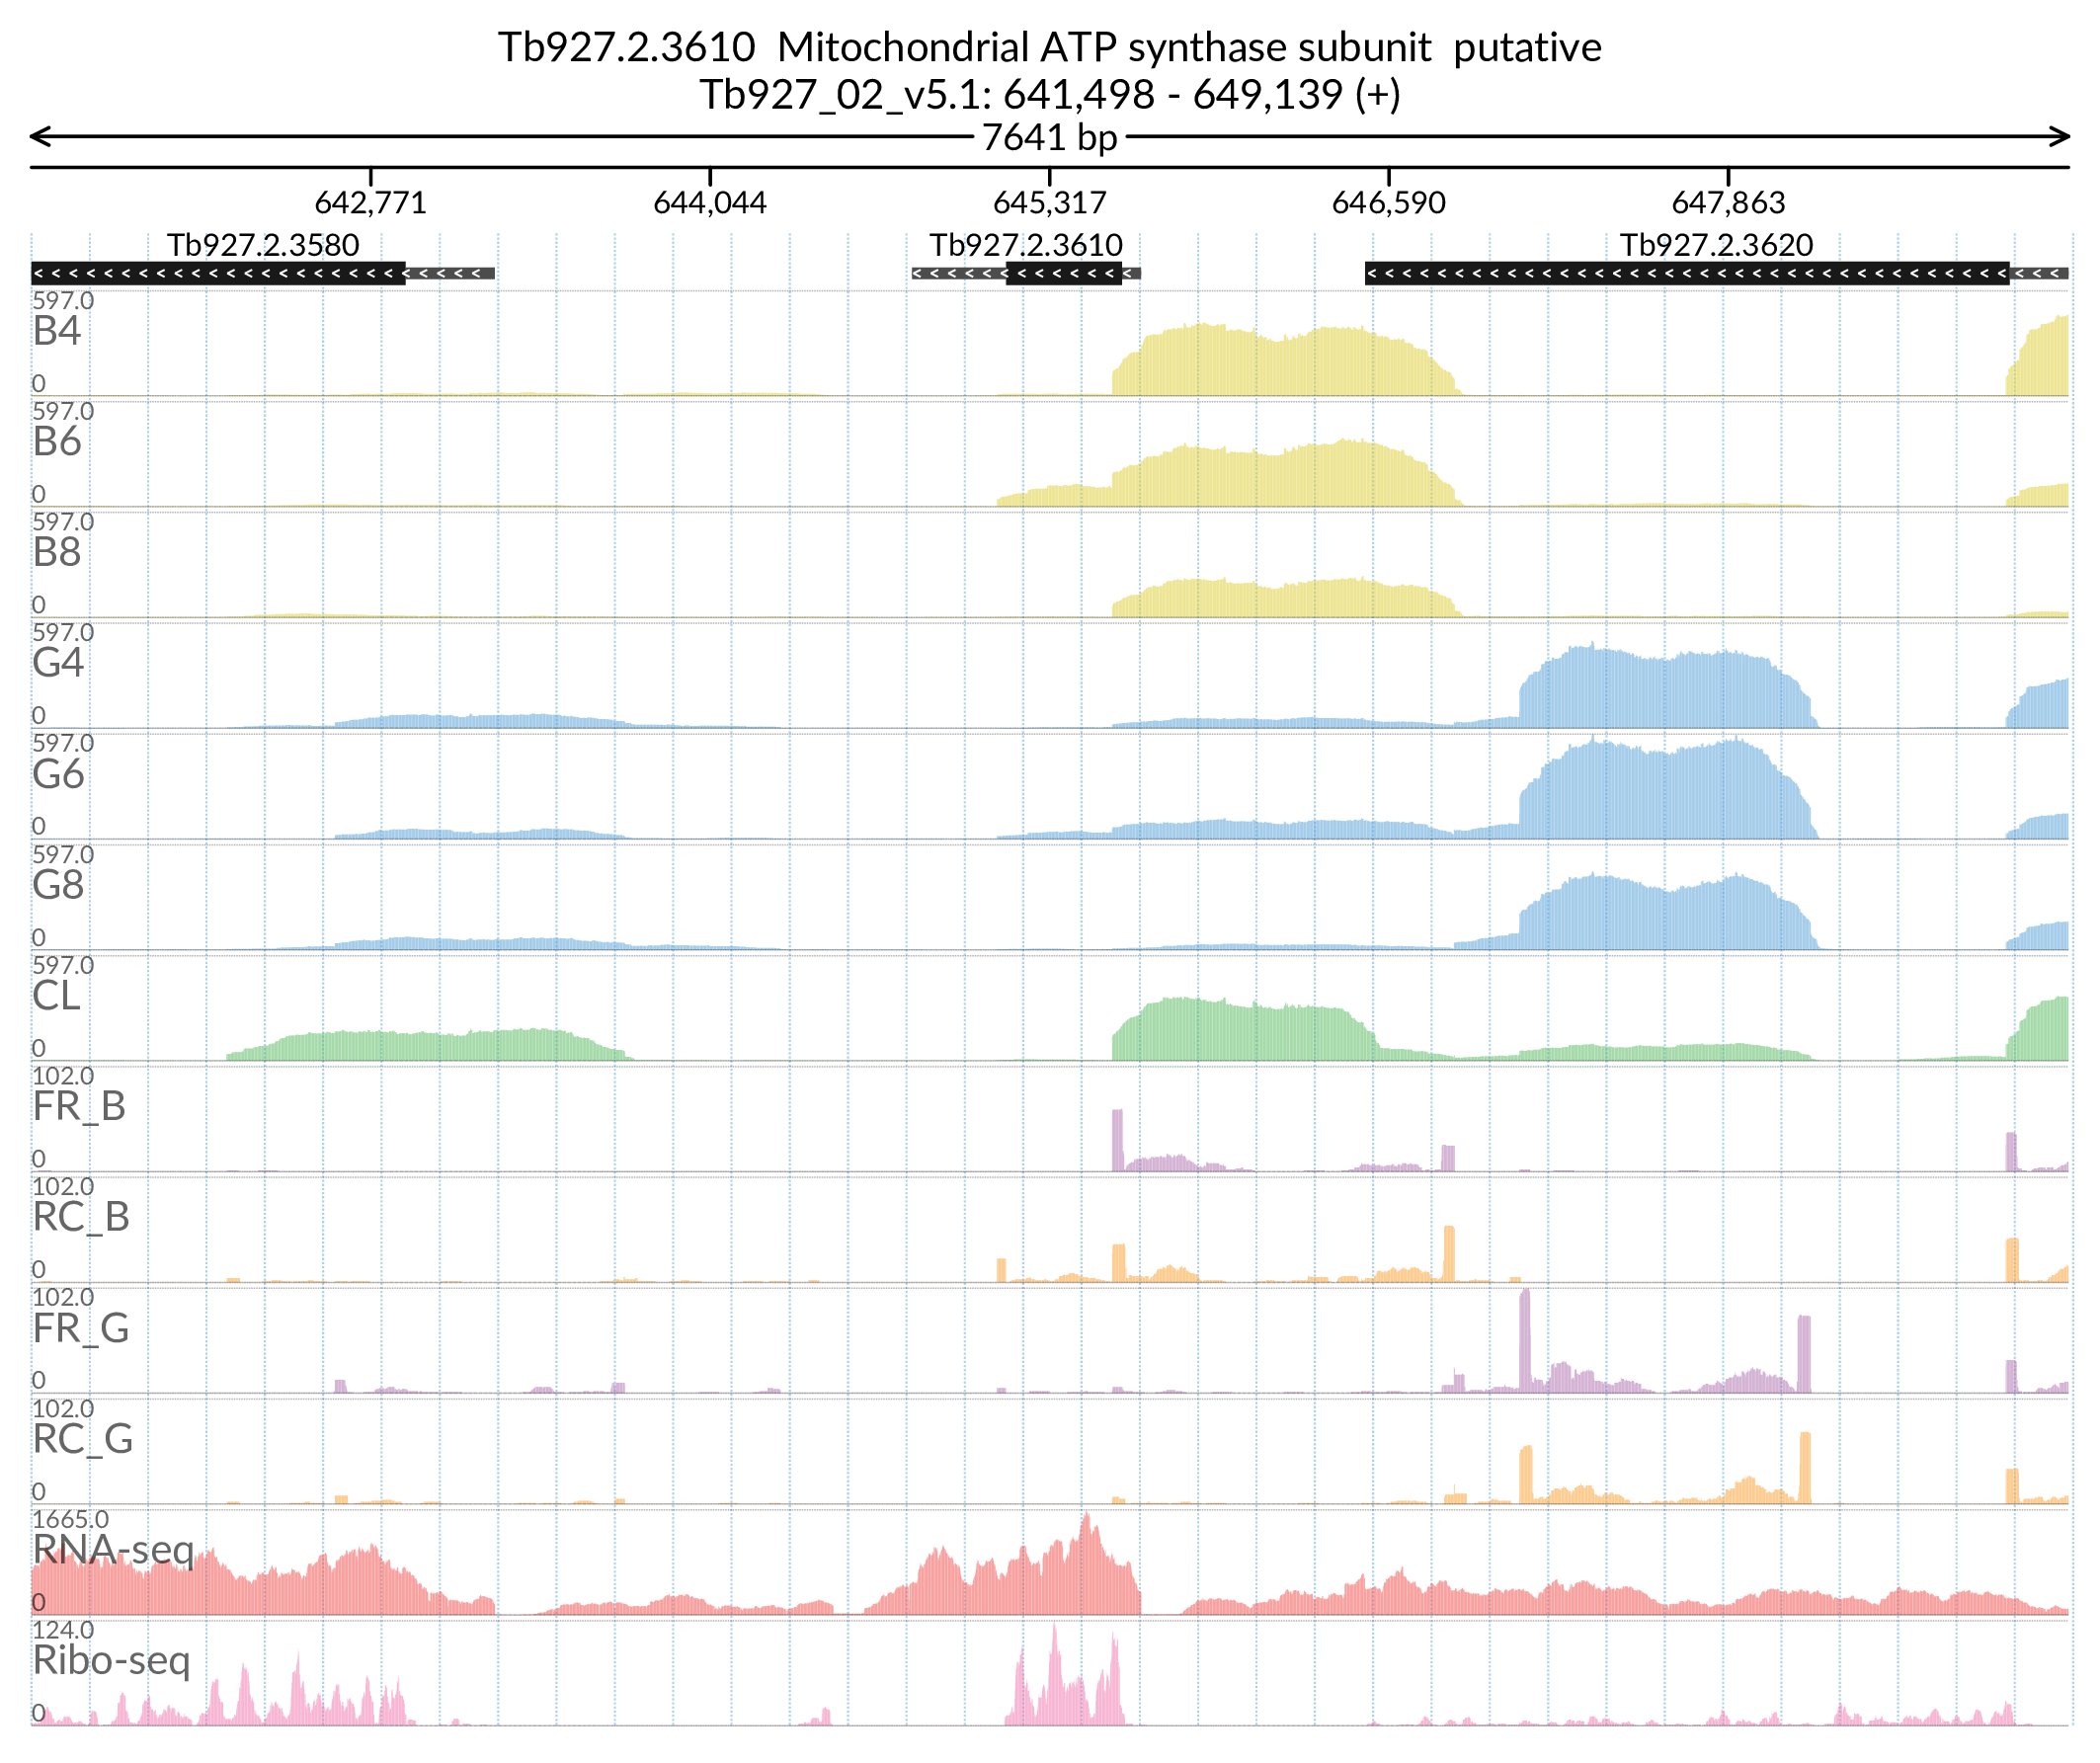 Tb927.2.3610 Mitochondrial ATP synthase subunit putative
Tb927_02_v5.1: 641,498 - 649,139 (+)
7641 bp
642,771 644,044 645,317 646,590 647,863
Tb927.2.3580 Tb927.2.3610 Tb927.2.3620
597.0
B4
0
597.0
B6
0
597.0
B8
0
597.0
G4
0
597.0
G6
0
597.0
G8
0
597.0
CL
0
102.0
FR_B
0
102.0
RC_B
0
102.0
FR_G
0
102.0
RC_G
0
1665.0
RNA-seq
0
124.0
Ribo-seq
0